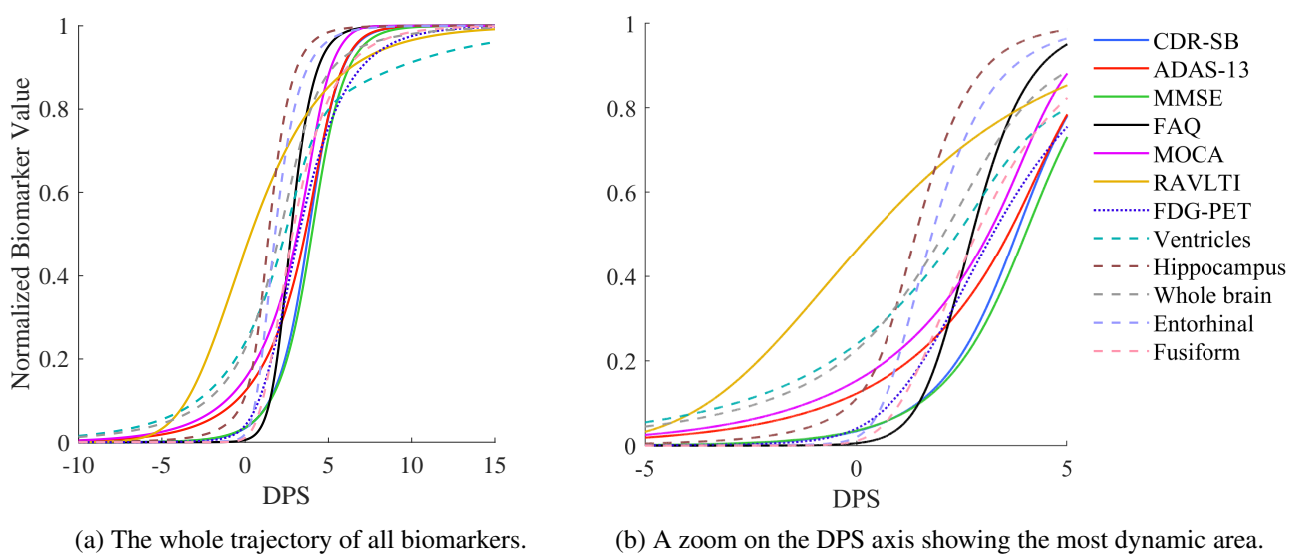 Normalized Biomarker Value
1
0.8
0.6
0.4
0.2
0
-10
-5
0
5
10
15
DPS
(a) The whole trajectory of all biomarkers.
1
0.8
0.6
0.4
0.2
0
-5
0
5
DPS
(b) A zoom on the DPS axis showing the most dynamic area.
CDR-SB
ADAS-13
MMSE
FAQ
MOCA
RAVLTI
FDG-PET
Ventricles
Hippocampus
Whole brain
Entorhinal
Fusiform